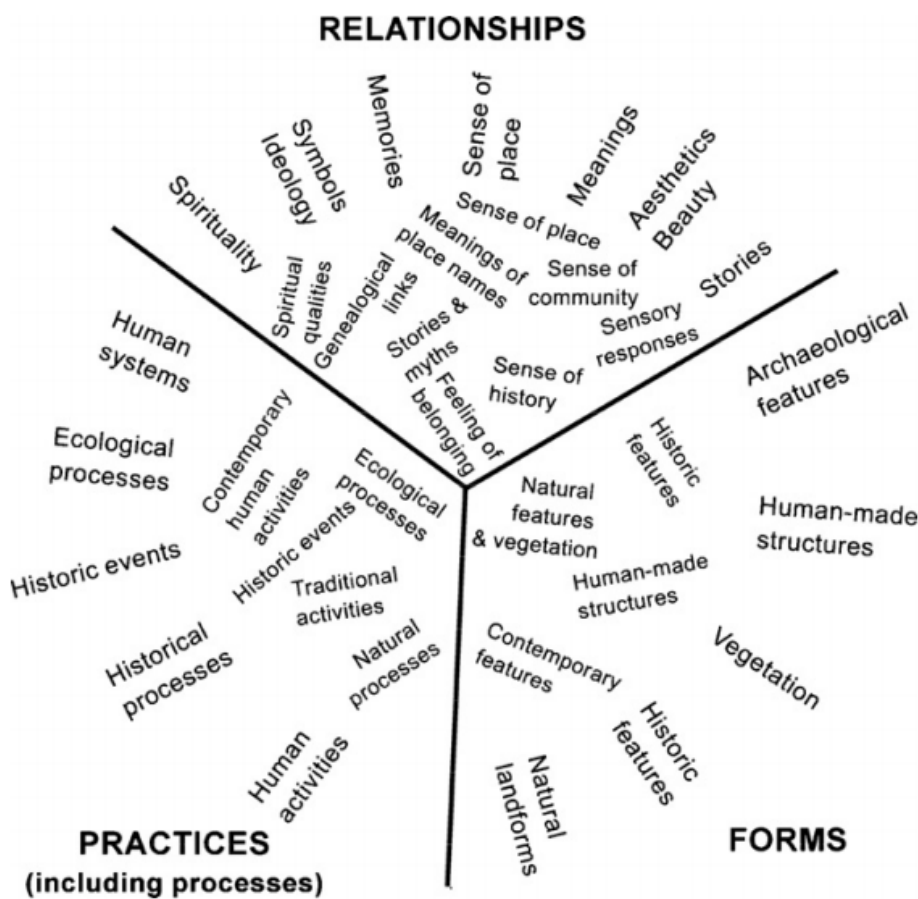 RELATIONSHIPS
Spirituality
Symbols
Ideology
Memories
Sense of
place
Meanings
Aesthetics
Beauty
Stories
Spiritual
qualities
Genealogical
links
Meanings of
place names
Sense of place
Sense of
community
Sensory
responses
Stories &
myths
Feeling of
belonging
Sense of
history
Human
systems
Ecological
processes
Historic events
Historical
processes
Human
activities
Contemporary
human
activities
Ecological
processes
Historic events
Traditional
activities
Natural
processes
PRACTICES
(including processes)
Archaeological
features
Historic
features
Natural
features
& vegetation
Human-made
structures
Human-made
structures
Contemporary
features
Vegetation
Historic
features
Natural
landforms
FORMS